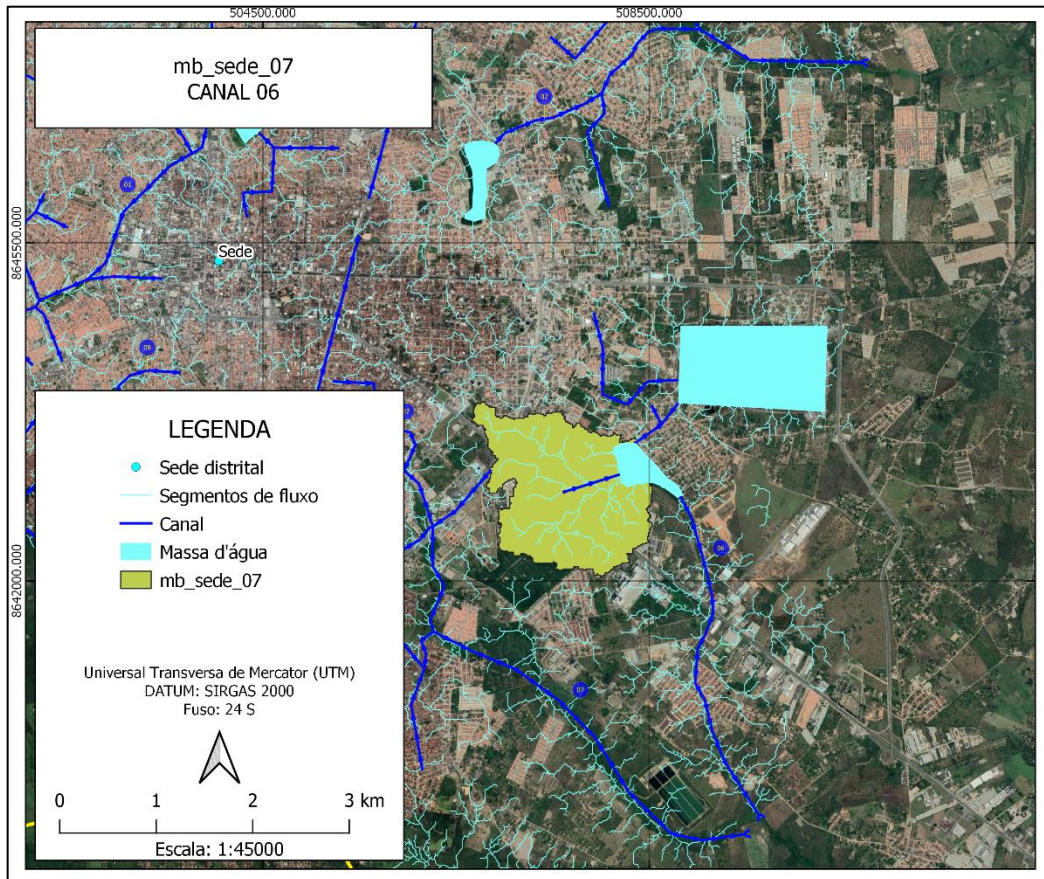 504500.000
508500.000
mb_sede_07
CANAL 06
02
01
8645500.000
Sede
08
07
LEGENDA
Sede distrital
Segmentos de fluxo
Canal
Massa d'água
mb_sede_07
06
8642000.000
Universal Transversa de Mercator (UTM)
DATUM: SIRGAS 2000
Fuso: 24 S
07
0 1 2 3 km
Escala: 1:45000